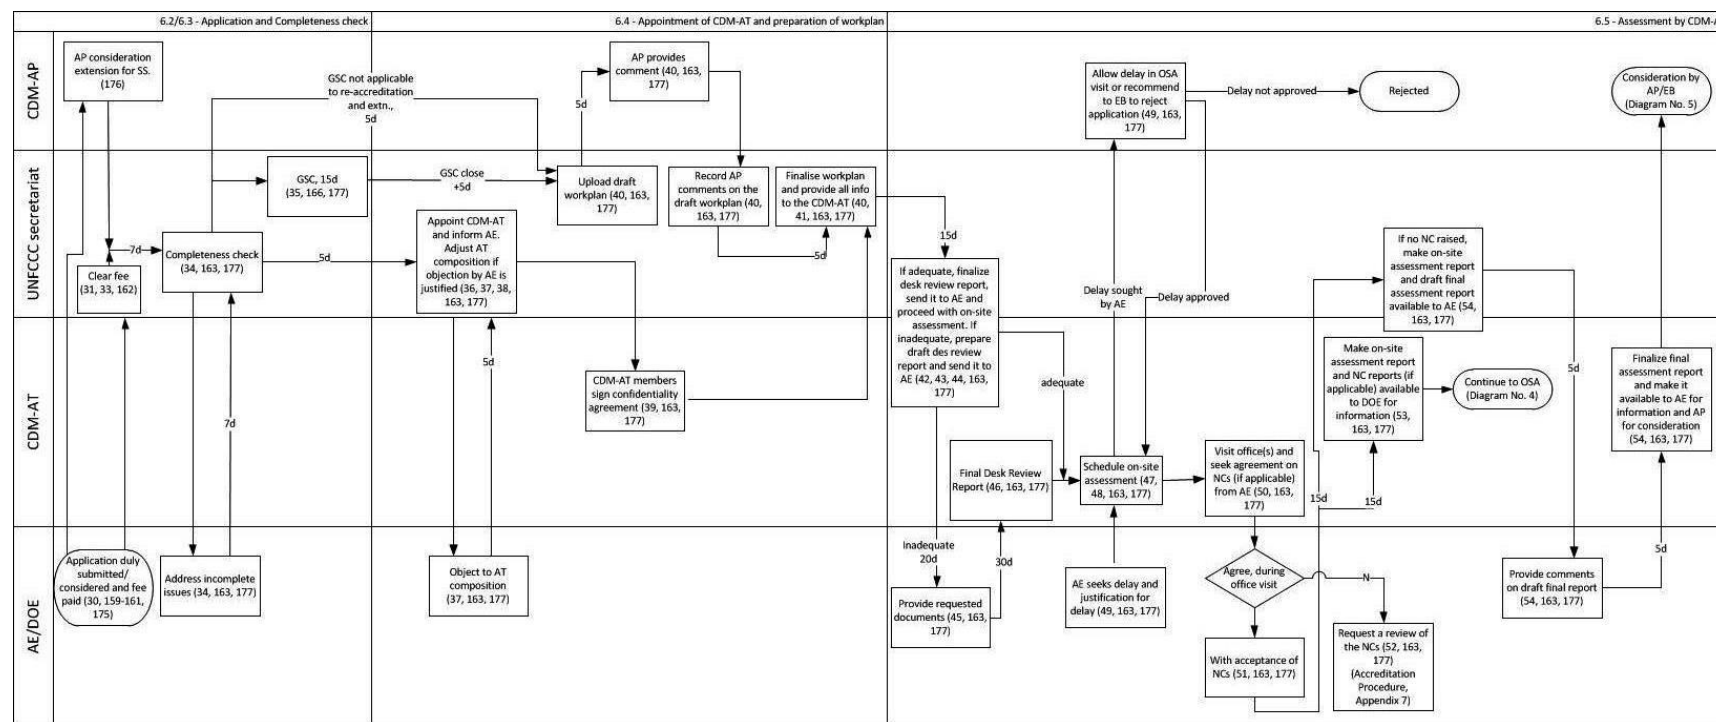 6.2/6.3 - Application and Completeness check
6.4 - Appointment of CDM-AT and preparation of workplan
6.5 - Assessment by CDM-A
CDM-AP
AP consideration
extension for SS.
(176)
GSC not applicable
to re-accreditation
and extn.,
5d
5d
AP provides
comment (40, 163,
177)
Allow delay in OSA
visit or recommend
to EB to reject
application (49, 163,
177)
Delay not approved
Rejected
Consideration by
AP/EB
(Diagram No. 5)
UNFCCC secretariat
GSC, 15d
(35, 166, 177)
GSC close
+5d
Upload draft
workplan (40, 163,
177)
Record AP
comments on the
draft workplan (40,
163, 177)
Finalise workplan
and provide all info
to the CDM-AT (40,
41, 163, 177)
5d
15d
7d
Clear fee
(31, 33, 162)
Completeness check
(34, 163, 177)
5d
Appoint CDM-AT
and inform AE.
Adjust AT
composition if
objection by AE is
justified (36, 37, 38,
163, 177)
If adequate, finalize
desk review report,
send it to AE and
proceed with on-site
assessment. If
inadequate, prepare
draft des review
report and send it to
AE (42, 43, 44, 163,
177)
Delay sought
by AE
Delay approved
If no NC raised,
make on-site
assessment report
and draft final
assessment report
available to AE (54,
163, 177)
CDM-AT
7d
5d
CDM-AT members
sign confidentiality
agreement (39, 163,
177)
adequate
Final Desk Review
Report (46, 163, 177)
Schedule on-site
assessment (47,
48, 163, 177)
Visit office(s) and
seek agreement on
NCs (if applicable)
from AE (50, 163,
177)
15d
15d
Make on-site
assessment report
and NC reports (if
applicable) available
to DOE for
information (53,
163, 177)
Continue to OSA
(Diagram No. 4)
5d
Finalize final
assessment report
and make it
available to AE for
information and AP
for consideration
(54, 163, 177)
AE/DOE
Application duly
submitted/
considered and fee
paid (30, 159-161,
175)
Address incomplete
issues (34, 163, 177)
Object to AT
composition
(37, 163, 177)
Inadequate
20d
30d
Provide requested
documents (45, 163,
177)
AE seeks delay and
justification for
delay (49, 163, 177)
Agree, during
office visit
N
With acceptance of
NCs (51, 163, 177)
Request a review of
the NCs (52, 163,
177)
(Accreditation
Procedure,
Appendix 7)
Provide comments
on draft final report
(54, 163, 177)
5d